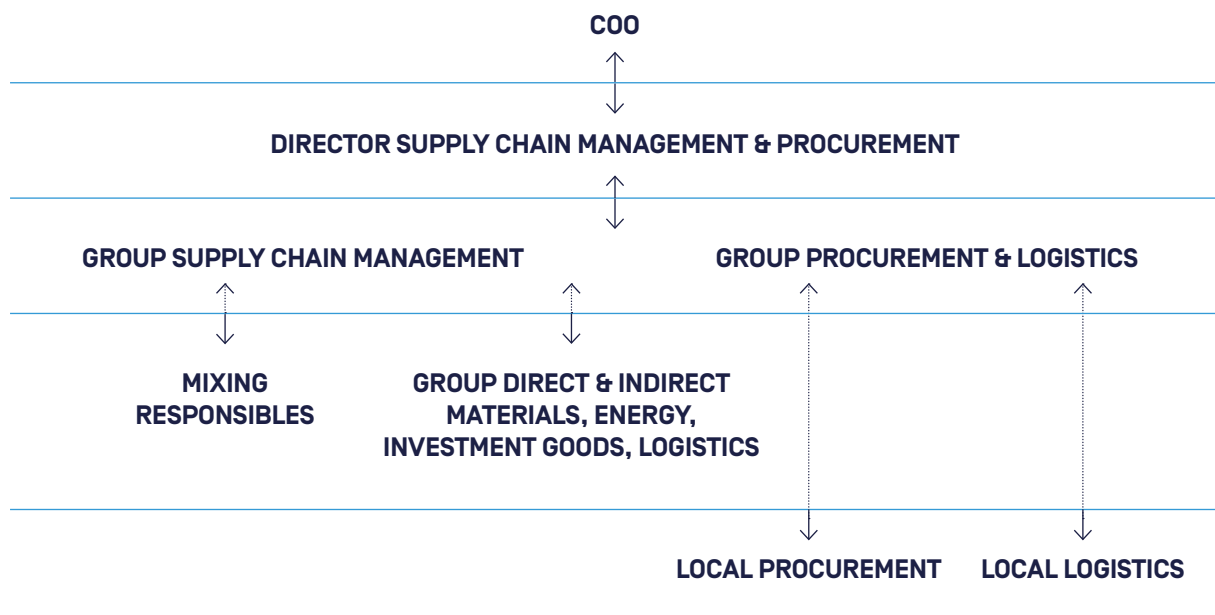 COO
DIRECTOR SUPPLY CHAIN MANAGEMENT & PROCUREMENT
GROUP SUPPLY CHAIN MANAGEMENT
GROUP PROCUREMENT & LOGISTICS
MIXING
RESPONSIBLES
GROUP DIRECT & INDIRECT
MATERIALS, ENERGY,
INVESTMENT GOODS, LOGISTICS
LOCAL PROCUREMENT
LOCAL LOGISTICS